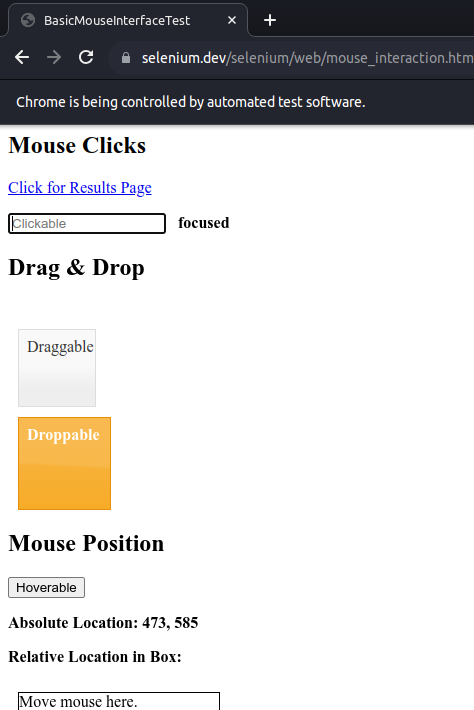 BasicMouseInterfaceTest
selenium.dev/selenium/web/mouse_interaction.htm
Chrome is being controlled by automated test software.
Mouse Clicks
Click for Results Page
Clickable focused
Drag & Drop
Draggable
Droppable
Mouse Position
Hoverable
Absolute Location: 473, 585
Relative Location in Box:
Move mouse here.